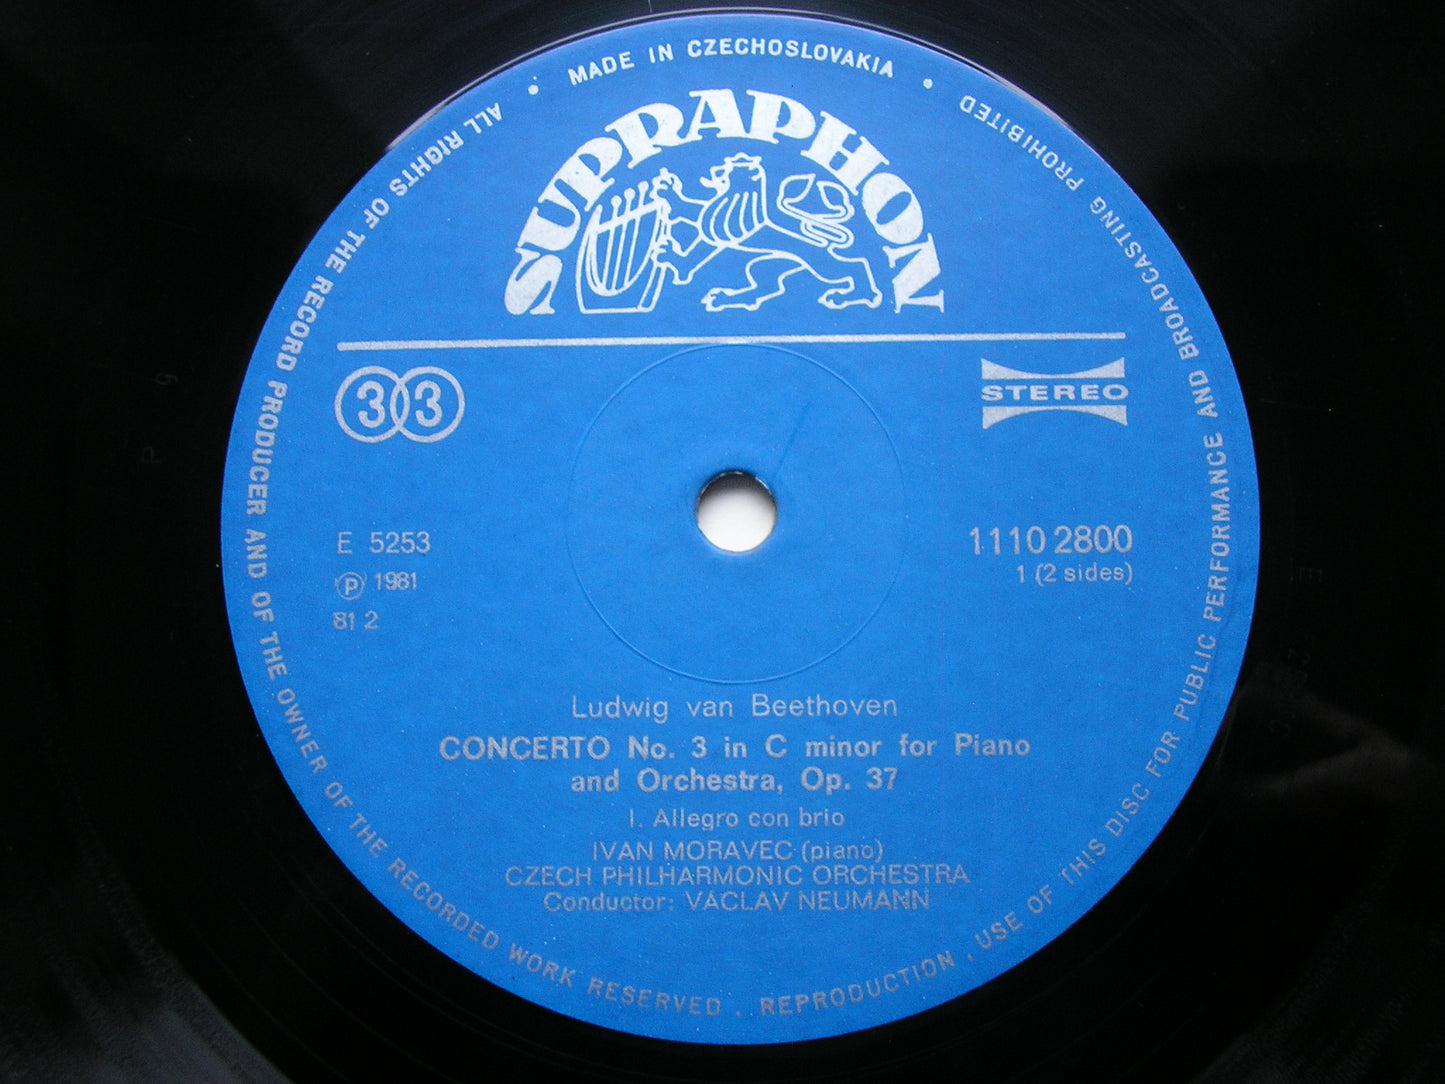 MADE IN CZECHOSLOVAKIA
SUPRAPHON
33
STEREO
E 5253
Ⓟ 1981
81 2
1110 2800
1 (2 sides)
Ludwig van Beethoven
CONCERTO No. 3 in C minor for Piano
and Orchestra, Op. 37
I. Allegro con brio
IVAN MORAVEC (piano)
CZECH PHILHARMONIC ORCHESTRA
Conductor: VÁCLAV NEUMANN
ALL RIGHTS OF THE RECORD PRODUCER AND OF THE OWNER OF THE RECORDED WORK RESERVED . REPRODUCTION , USE OF THIS DISC FOR PUBLIC PERFORMANCE AND BROADCASTING PROHIBITED